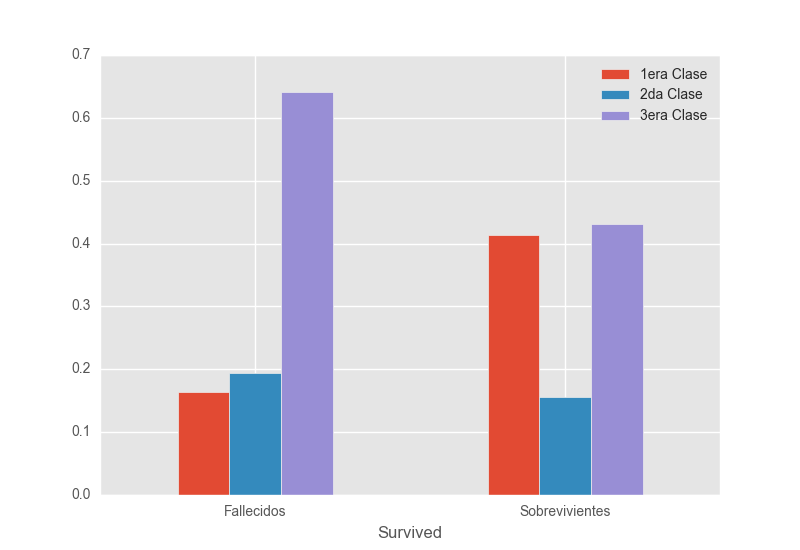 0.7
0.6
0.5
0.4
0.3
0.2
0.1
0.0
1era Clase
2da Clase
3era Clase
Fallecidos
Sobrevivientes
Survived